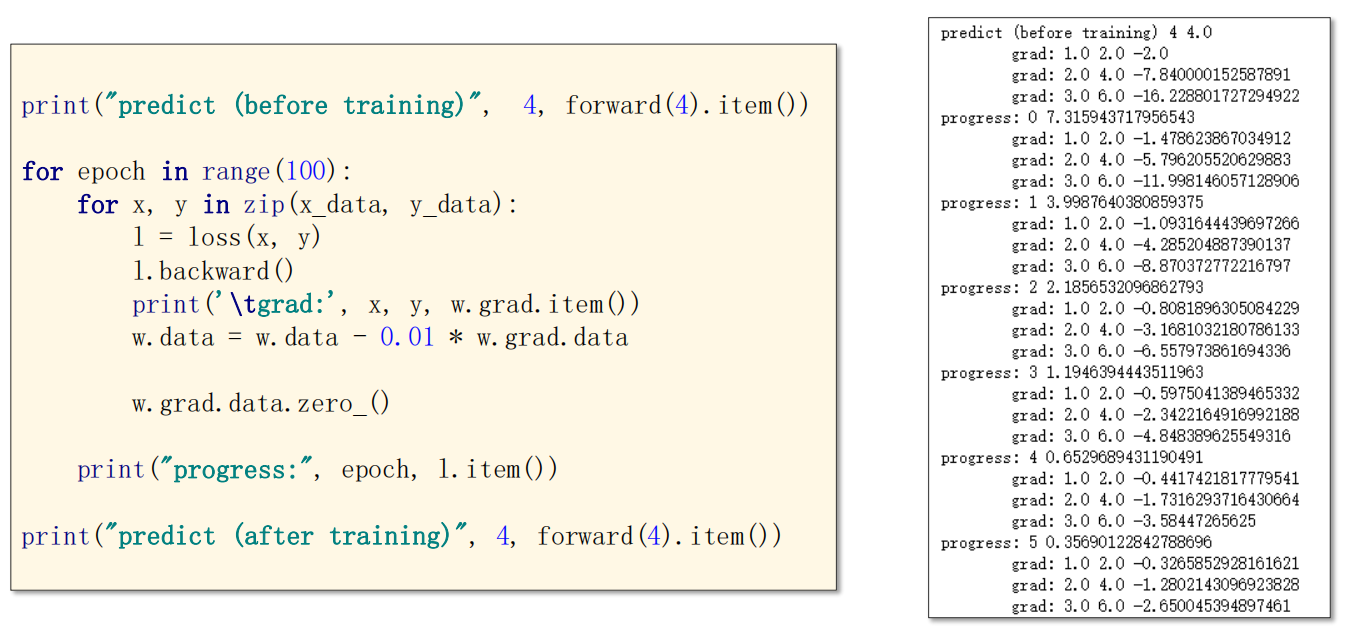 print("predict (before training)", 4, forward(4).item())
for epoch in range(100):
    for x, y in zip(x_data, y_data):
        l = loss(x, y)
        l.backward()
        print('\tgrad:', x, y, w.grad.item())
        w.data = w.data - 0.01 * w.grad.data
        w.grad.data.zero_()
    print("progress:", epoch, l.item())
print("predict (after training)", 4, forward(4).item())
predict (before training) 4 4.0
        grad: 1.0 2.0 -2.0
        grad: 2.0 4.0 -7.840000152587891
        grad: 3.0 6.0 -16.228801727294922
progress: 0 7.315943717956543
        grad: 1.0 2.0 -1.478623867034912
        grad: 2.0 4.0 -5.796205520629883
        grad: 3.0 6.0 -11.998146057128906
progress: 1 3.9987640380859375
        grad: 1.0 2.0 -1.0931644439697266
        grad: 2.0 4.0 -4.285204887390137
        grad: 3.0 6.0 -8.870372772216797
progress: 2 2.1856532096862793
        grad: 1.0 2.0 -0.8081896305084229
        grad: 2.0 4.0 -3.1681032180786133
        grad: 3.0 6.0 -6.557973861694336
progress: 3 1.1946394443511963
        grad: 1.0 2.0 -0.5975041389465332
        grad: 2.0 4.0 -2.3422164916992188
        grad: 3.0 6.0 -4.848389625549316
progress: 4 0.6529689431190491
        grad: 1.0 2.0 -0.4417421817779541
        grad: 2.0 4.0 -1.7316293716430664
        grad: 3.0 6.0 -3.58447265625
progress: 5 0.35690122842788696
        grad: 1.0 2.0 -0.3265852928161621
        grad: 2.0 4.0 -1.2802143096923828
        grad: 3.0 6.0 -2.650045394897461